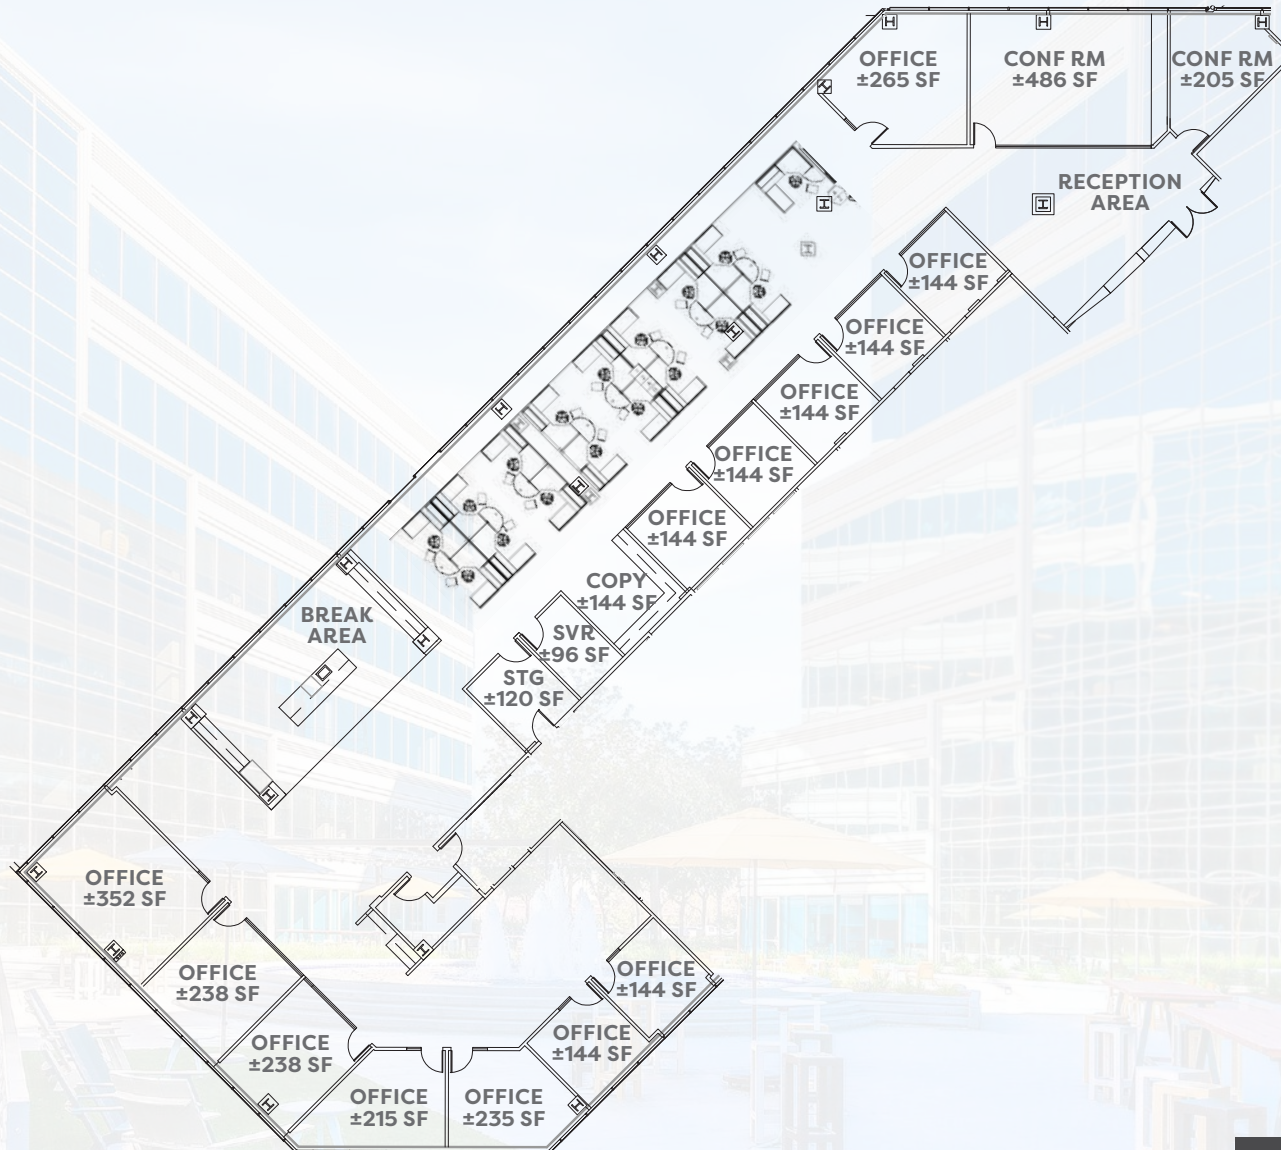 OFFICE
±265 SF
CONF RM
±486 SF
CONF RM
±205 SF
RECEPTION
AREA
OFFICE
±144 SF
OFFICE
±144 SF
OFFICE
±144 SF
OFFICE
±144 SF
OFFICE
±144 SF
COPY
±144 SF
SVR
±96 SF
STG
±120 SF
BREAK
AREA
OFFICE
±352 SF
OFFICE
±238 SF
OFFICE
±238 SF
OFFICE
±215 SF
OFFICE
±235 SF
OFFICE
±144 SF
OFFICE
±144 SF